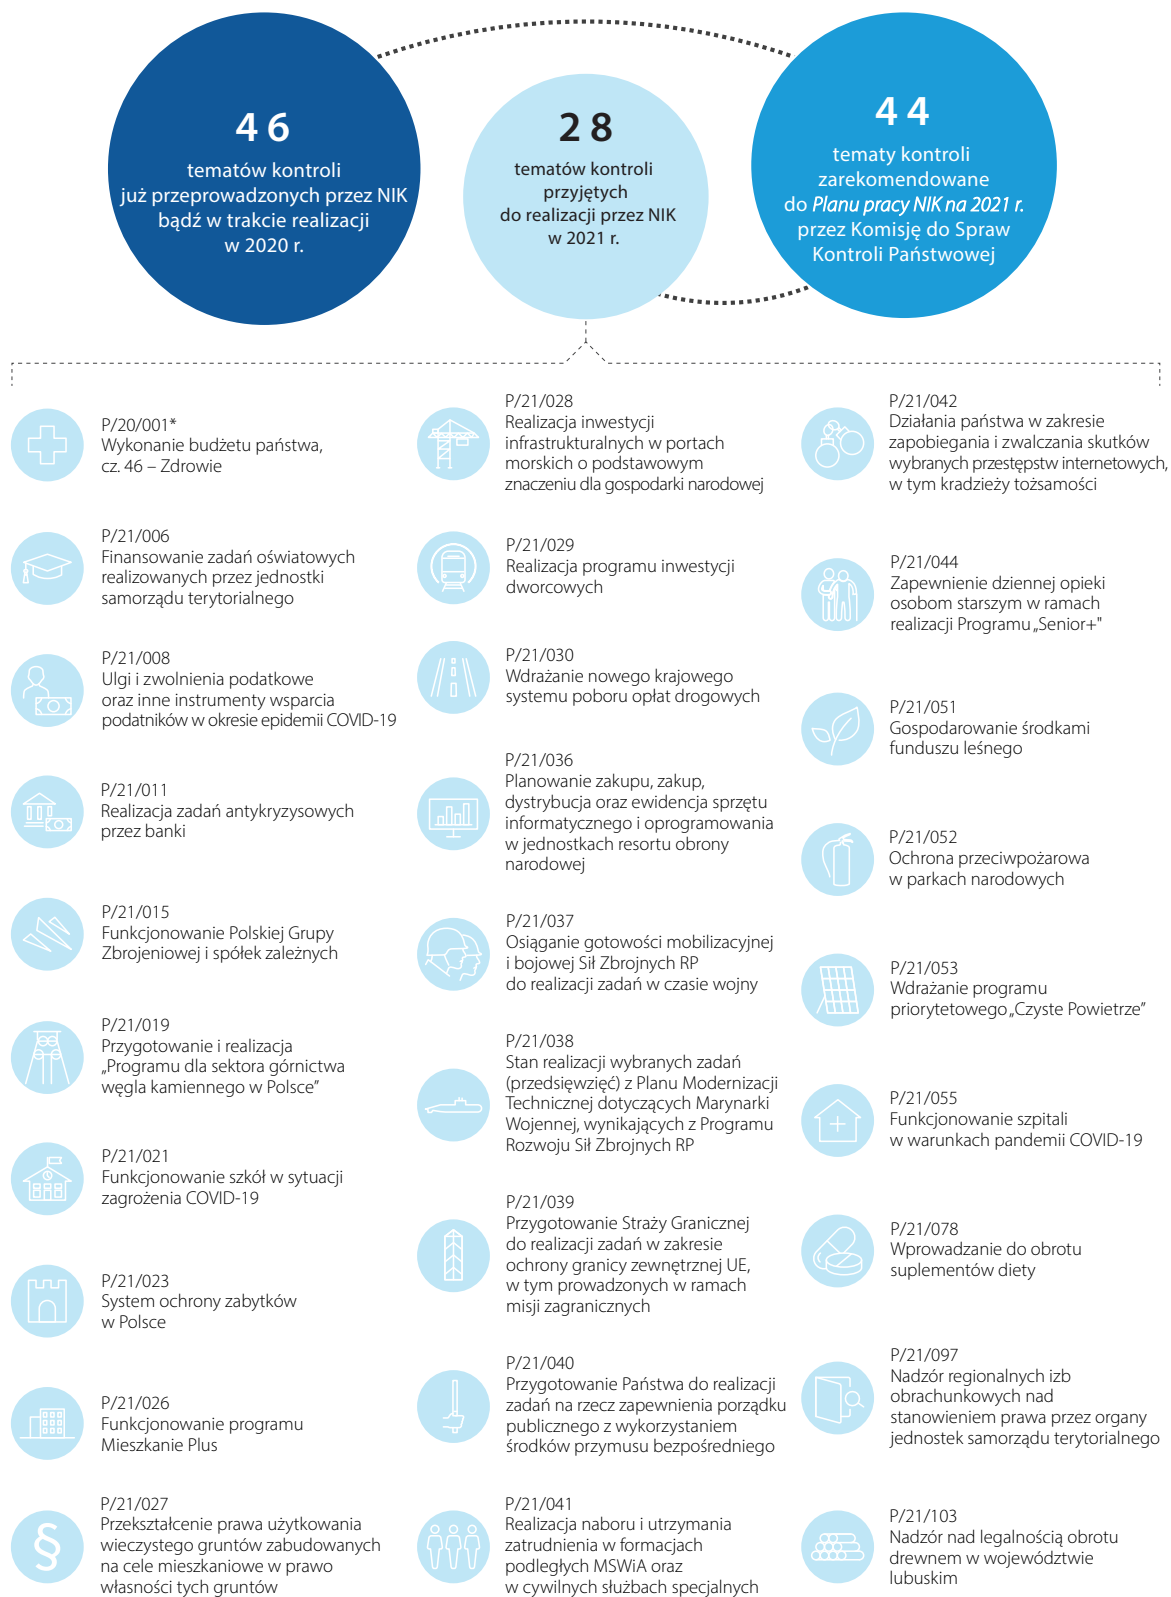 46
tematów kontroli
już przeprowadzonych przez NIK
bądź w trakcie realizacji
w 2020 r.
28
tematów kontroli
przyjętych
do realizacji przez NIK
w 2021 r.
44
tematy kontroli
zarekomendowane
do Planu pracy NIK na 2021 r.
przez Komisję do Spraw
Kontroli Państwowej
P/20/001*
Wykonanie budżetu państwa,
cz. 46 – Zdrowie
P/21/006
Finansowanie zadań oświatowych
realizowanych przez jednostki
samorządu terytorialnego
P/21/008
Ulgi i zwolnienia podatkowe
oraz inne instrumenty wsparcia
podatników w okresie epidemii COVID-19
P/21/011
Realizacja zadań antykryzysowych
przez banki
P/21/015
Funkcjonowanie Polskiej Grupy
Zbrojeniowej i spółek zależnych
P/21/019
Przygotowanie i realizacja
„Programu dla sektora górnictwa
węgla kamiennego w Polsce”
P/21/021
Funkcjonowanie szkół w sytuacji
zagrożenia COVID-19
P/21/023
System ochrony zabytków
w Polsce
P/21/026
Funkcjonowanie programu
Mieszkanie Plus
§
P/21/027
Przekształcenie prawa użytkowania
wieczystego gruntów zabudowanych
na cele mieszkaniowe w prawo
własności tych gruntów
P/21/028
Realizacja inwestycji
infrastrukturalnych w portach
morskich o podstawowym
znaczeniu dla gospodarki narodowej
P/21/029
Realizacja programu inwestycji
dworcowych
P/21/030
Wdrażanie nowego krajowego
systemu poboru opłat drogowych
P/21/036
Planowanie zakupu, zakup,
dystrybucja oraz ewidencja sprzętu
informatycznego i oprogramowania
w jednostkach resortu obrony
narodowej
P/21/037
Osiąganie gotowości mobilizacyjnej
i bojowej Sił Zbrojnych RP
do realizacji zadań w czasie wojny
P/21/038
Stan realizacji wybranych zadań
(przedsięwzięć) z Planu Modernizacji
Technicznej dotyczących Marynarki
Wojennej, wynikających z Programu
Rozwoju Sił Zbrojnych RP
P/21/039
Przygotowanie Straży Granicznej
do realizacji zadań w zakresie
ochrony granicy zewnętrznej UE,
w tym prowadzonych w ramach
misji zagranicznych
P/21/040
Przygotowanie Państwa do realizacji
zadań na rzecz zapewnienia porządku
publicznego z wykorzystaniem
środków przymusu bezpośredniego
P/21/041
Realizacja naboru i utrzymania
zatrudnienia w formacjach
podległych MSWiA oraz
w cywilnych służbach specjalnych
P/21/042
Działania państwa w zakresie
zapobiegania i zwalczania skutków
wybranych przestępstw internetowych,
w tym kradzieży tożsamości
P/21/044
Zapewnienie dziennej opieki
osobom starszym w ramach
realizacji Programu „Senior+"
P/21/051
Gospodarowanie środkami
funduszu leśnego
P/21/052
Ochrona przeciwpożarowa
w parkach narodowych
P/21/053
Wdrażanie programu
priorytetowego „Czyste Powietrze”
P/21/055
Funkcjonowanie szpitali
w warunkach pandemii COVID-19
P/21/078
Wprowadzanie do obrotu
suplementów diety
P/21/097
Nadzór regionalnych izb
obrachunkowych nad
stanowieniem prawa przez organy
jednostek samorządu terytorialnego
P/21/103
Nadzór nad legalnością obrotu
drewnem w województwie
lubuskim